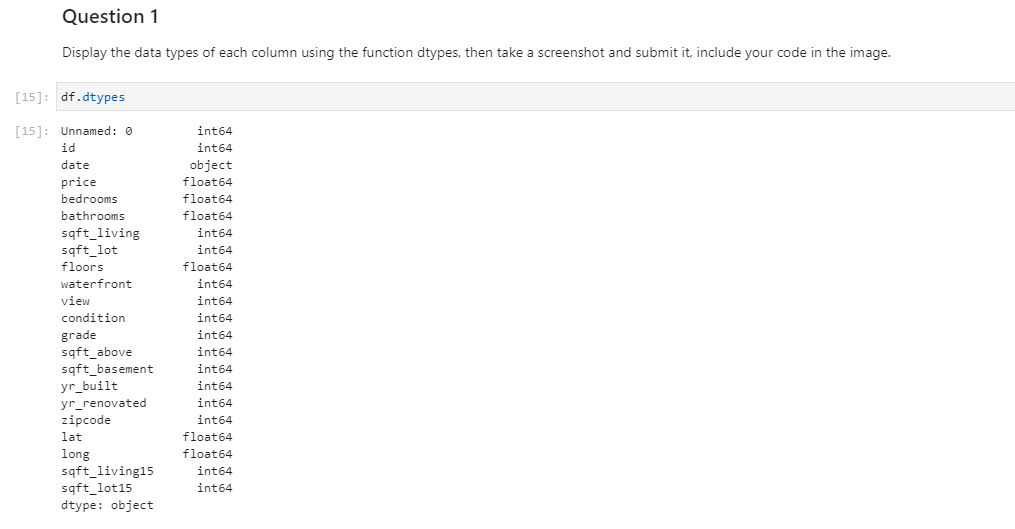 Question 1
Display the data types of each column using the function dtypes, then take a screenshot and submit it, include your code in the image.
[15]: df.dtypes
[15]: Unnamed: 0 int64
id int64
date object
price float64
bedrooms float64
bathrooms float64
sqft_living int64
sqft_lot int64
floors float64
waterfront int64
view int64
condition int64
grade int64
sqft_above int64
sqft_basement int64
yr_built int64
yr_renovated int64
zipcode int64
lat float64
long float64
sqft_living15 int64
sqft_lot15 int64
dtype: object